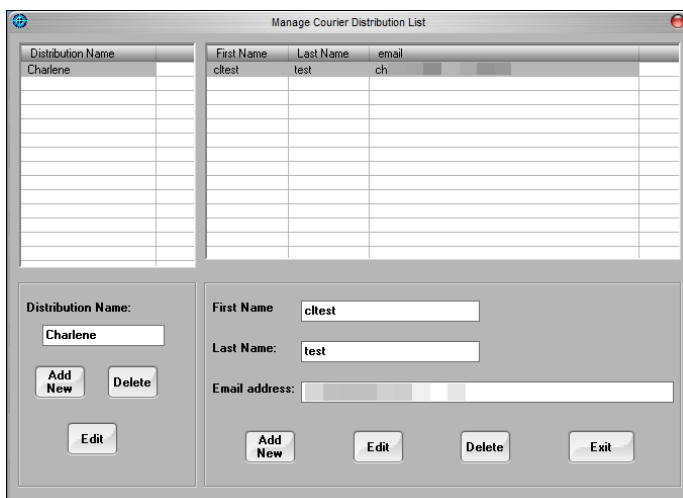 Manage Courier Distribution List
Distribution Name
Charlene
First Name Last Name email
cltest test ch
Distribution Name:
Charlene
Add New
Delete
Edit
First Name
cltest
Last Name:
test
Email address:
Add New
Edit
Delete
Exit